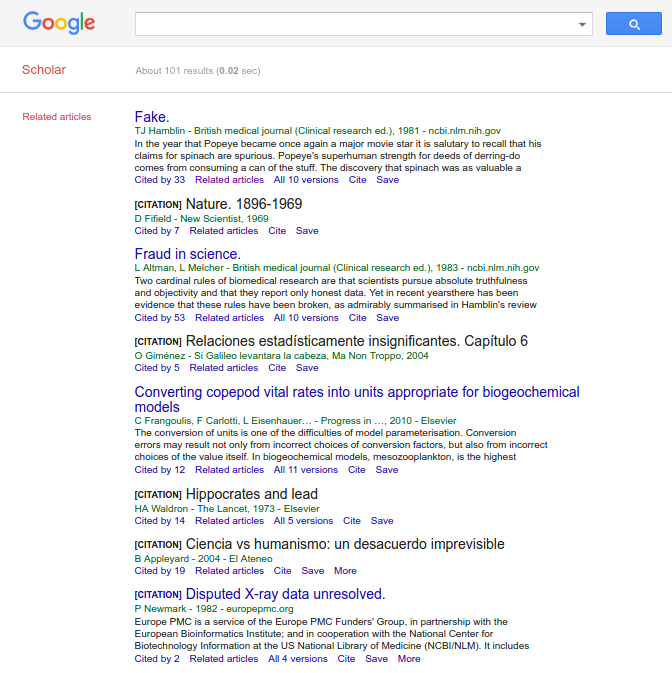 Google
Scholar
About 101 results (0.02 sec)
Related articles
Fake.
TJ Hamblin - British medical journal (Clinical research ed.), 1981 - ncbi.nlm.nih.gov
In the year that Popeye became once again a major movie star it is salutary to recall that his
claims for spinach are spurious. Popeye's superhuman strength for deeds of derring-do
comes from consuming a can of the stuff. The discovery that spinach was as valuable a
Cited by 33 Related articles All 10 versions Cite Save
[CITATION] Nature. 1896-1969
D Fifield - New Scientist, 1969
Cited by 7 Related articles Cite Save
Fraud in science.
L Altman, L Melcher - British medical journal (Clinical research ed.), 1983 - ncbi.nlm.nih.gov
Two cardinal rules of biomedical research are that scientists pursue absolute truthfulness
and objectivity and that they report only honest data. Yet in recent yearsthere has been
evidence that these rules have been broken, as admirably summarised in Hamblin's review
Cited by 53 Related articles All 10 versions Cite Save
[CITATION] Relaciones estadísticamente insignificantes. Capítulo 6
O Giménez - Si Galileo levantara la cabeza, Ma Non Troppo, 2004
Cited by 5 Related articles Cite Save
Converting copepod vital rates into units appropriate for biogeochemical
models
C Frangoulis, F Carlotti, L Eisenhauer… - Progress in …, 2010 - Elsevier
The conversion of units is one of the difficulties of model parameterisation. Conversion
errors may result not only from incorrect choices of conversion factors, but also from incorrect
choices of the value itself. In biogeochemical models, mesozooplankton, is the highest
Cited by 12 Related articles All 11 versions Cite Save
[CITATION] Hippocrates and lead
HA Waldron - The Lancet, 1973 - Elsevier
Cited by 14 Related articles All 5 versions Cite Save
[CITATION] Ciencia vs humanismo: un desacuerdo imprevisible
B Appleyard - 2004 - El Ateneo
Cited by 19 Related articles Cite Save More
[CITATION] Disputed X-ray data unresolved.
P Newmark - 1982 - europepmc.org
Europe PMC is a service of the Europe PMC Funders' Group, in partnership with the
European Bioinformatics Institute; and in cooperation with the National Center for
Biotechnology Information at the US National Library of Medicine (NCBI/NLM). It includes
Cited by 2 Related articles All 4 versions Cite Save More